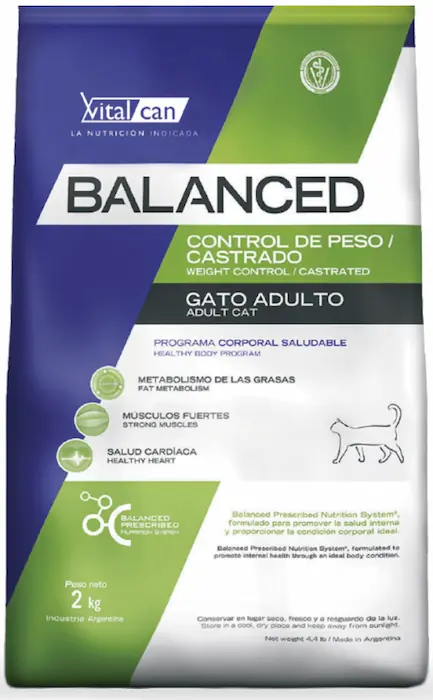 Vital can
LA NUTRICIÓN INDICADA
BALANCED
CONTROL DE PESO /
CASTRADO
WEIGHT CONTROL / CASTRATED
GATO ADULTO
ADULT CAT
PROGRAMA CORPORAL SALUDABLE
HEALTHY BODY PROGRAM
METABOLISMO DE LAS GRASAS
FAT METABOLISM
MÚSCULOS FUERTES
STRONG MUSCLES
SALUD CARDÍACA
HEALTHY HEART
BALANCED
PRESCRIBED
NUTRITION SYSTEM
Balanced Prescribed Nutrition System®,
formulado para promover la salud interna
y proporcionar la condición corporal ideal.
Balanced Prescribed Nutrition System®, formulated to
promote internal health through an ideal body condition.
Peso neto
2 kg
Industria Argentina
Conservar en lugar seco, fresco y a resguardo de la luz.
Store in a cool, dry place and keep away from sunlight.
Net weight 4,4 lb / Made in Argentina